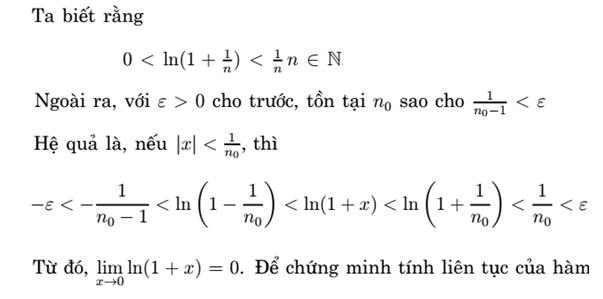 Ta biết rằng
0 < ln(1 + 1/n) < 1/n n ∈ ℕ
Ngoài ra, với ε > 0 cho trước, tồn tại n₀ sao cho 1/(n₀−1) < ε
Hệ quả là, nếu |x| < 1/n₀, thì
−ε < −1/(n₀ − 1) < ln(1 − 1/n₀) < ln(1 + x) < ln(1 + 1/n₀) < 1/n₀ < ε
Từ đó, lim_{x→0} ln(1 + x) = 0. Để chứng minh tính liên tục của hàm